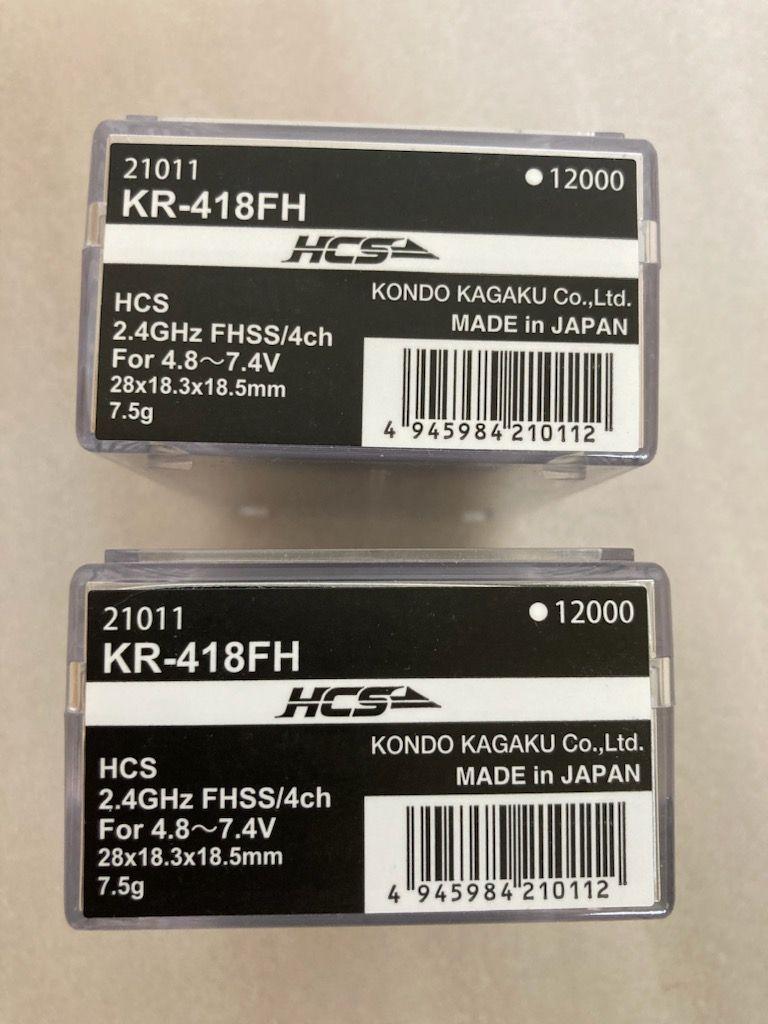 21011
●12000
KR-418FH
HCS
KONDO KAGAKU Co.,Ltd.
MADE in JAPAN
HCS
2.4GHz FHSS/4ch
For 4.8〜7.4V
28x18.3x18.5mm
7.5g
4 945984 210112
21011
●12000
KR-418FH
HCS
KONDO KAGAKU Co.,Ltd.
MADE in JAPAN
HCS
2.4GHz FHSS/4ch
For 4.8〜7.4V
28x18.3x18.5mm
7.5g
4 945984 210112